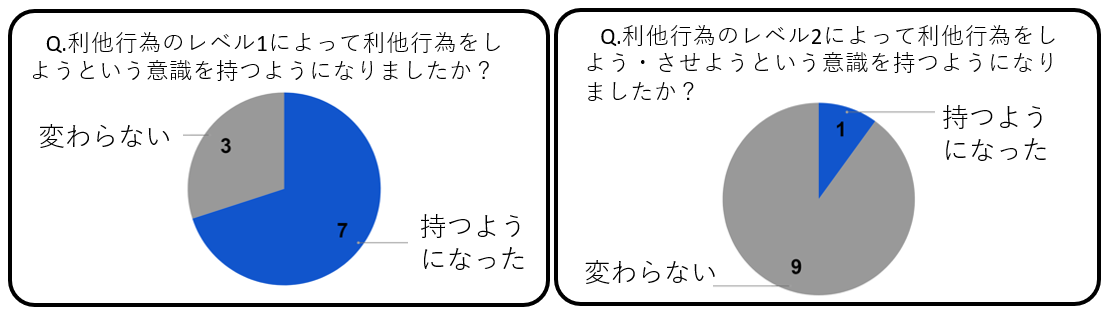 Q.利他行為のレベル1によって利他行為をし
ようという意識を持つようになりましたか？
変わらない
3
7
持つよう
になった
Q.利他行為のレベル2によって利他行為をし
よう・させようという意識を持つようになり
ましたか？
1
持つよう
になった
変わらない
9